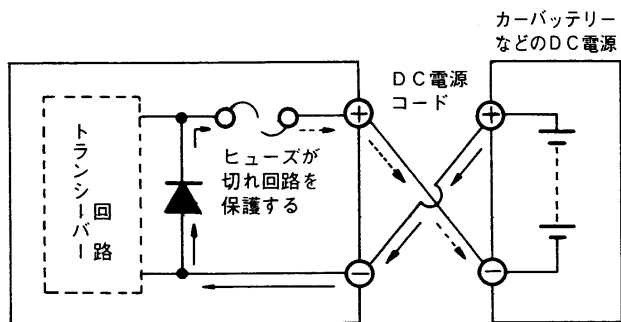 カーバッテリー
などのDC電源
DC電源
コード
ヒューズが
切れ回路を
保護する
トランシーバー
回路
+
+
−
−